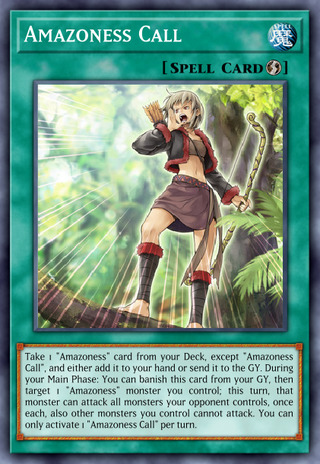 Amazoness Call
魔
[Spell Card]
Take 1 "Amazoness" card from your Deck, except "Amazoness
Call", and either add it to your hand or send it to the GY. During
your Main Phase: You can banish this card from your GY, then
target 1 "Amazoness" monster you control; this turn, that
monster can attack all monsters your opponent controls, once
each, also other monsters you control cannot attack. You can
only activate 1 "Amazoness Call" per turn.